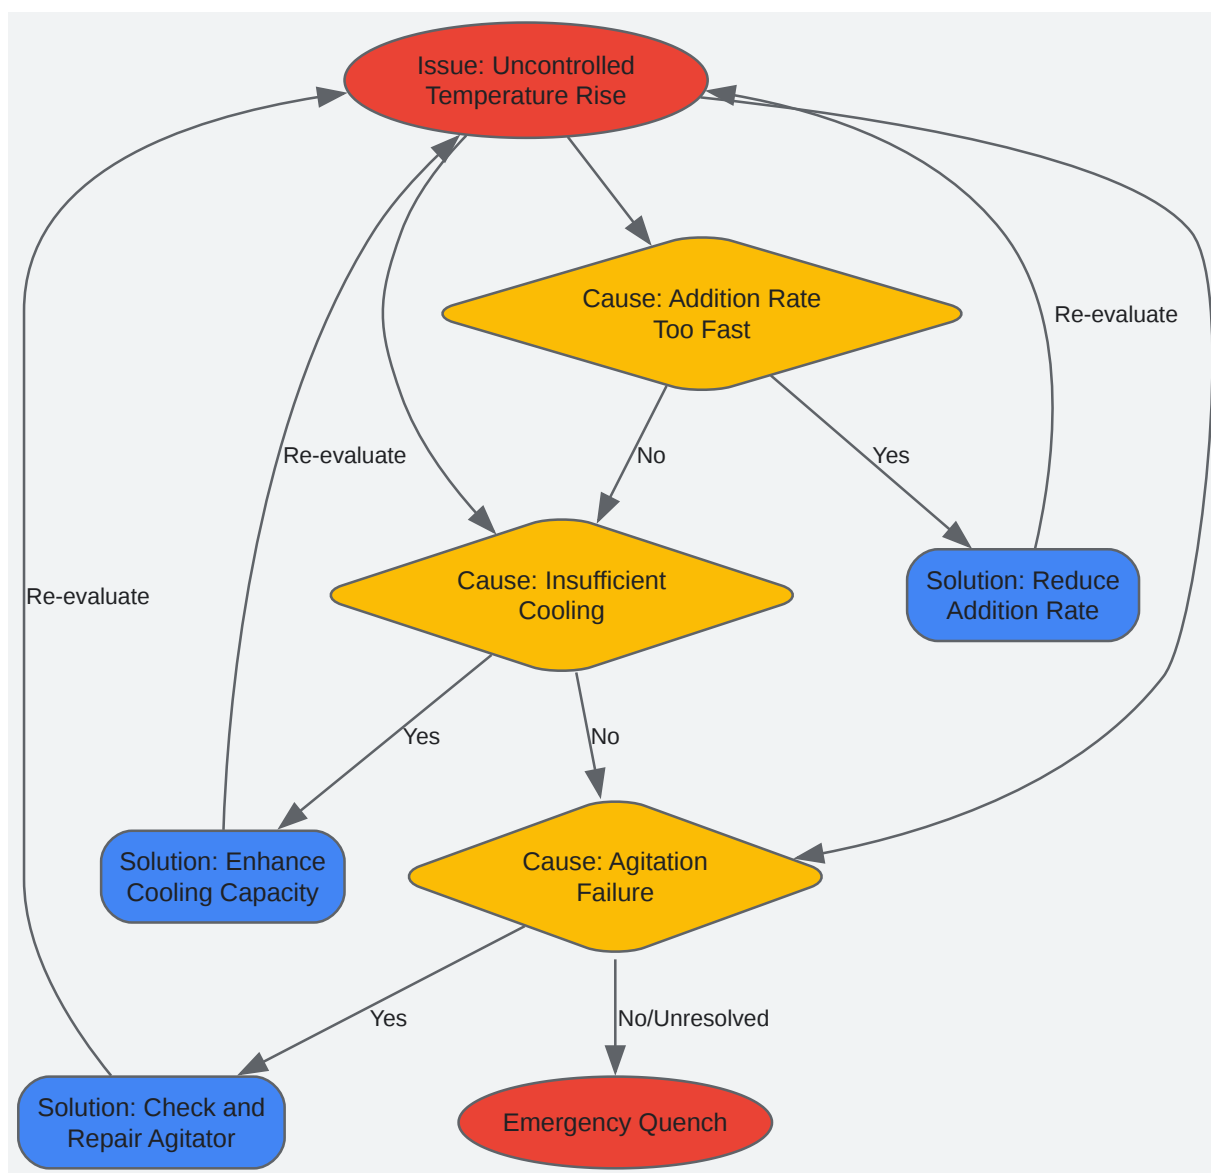 Issue: Uncontrolled
Temperature Rise
Cause: Addition Rate
Too Fast
Re-evaluate
Re-evaluate
No
Yes
Cause: Insufficient
Cooling
Solution: Reduce
Addition Rate
Re-evaluate
Yes
No
Solution: Enhance
Cooling Capacity
Cause: Agitation
Failure
Yes
No/Unresolved
Solution: Check and
Repair Agitator
Emergency Quench